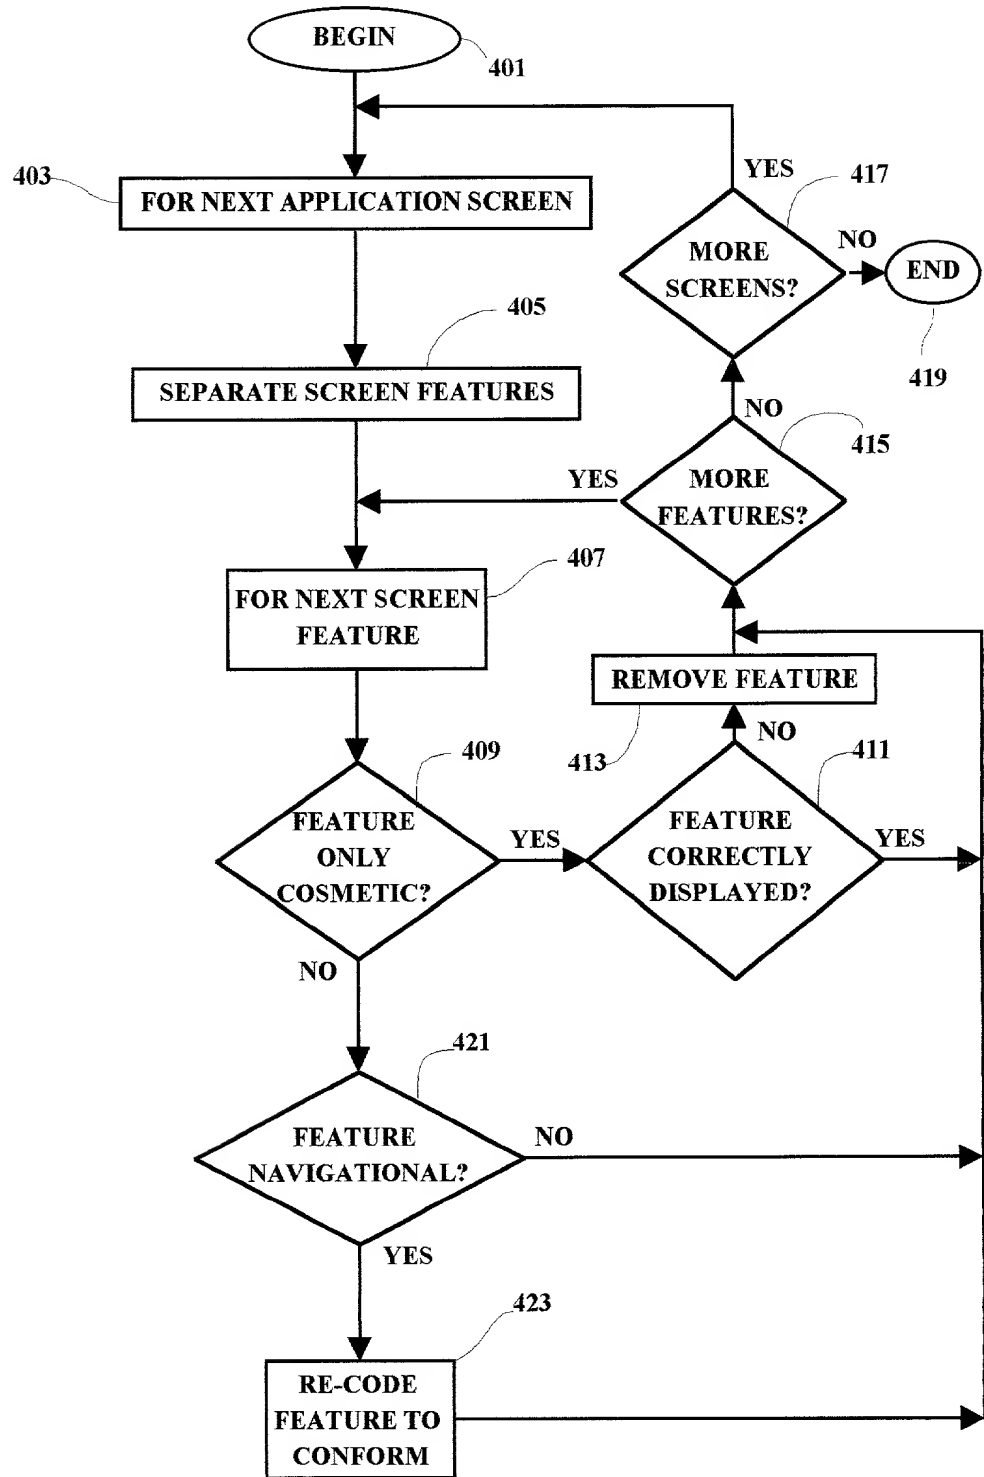 BEGIN
401
403
FOR NEXT APPLICATION SCREEN
YES
417
MORE
SCREENS?
NO
END
419
405
SEPARATE SCREEN FEATURES
NO
415
YES
MORE
FEATURES?
407
FOR NEXT SCREEN
FEATURE
REMOVE FEATURE
413
NO
411
409
FEATURE
ONLY
COSMETIC?
YES
FEATURE
CORRECTLY
DISPLAYED?
YES
NO
421
FEATURE
NAVIGATIONAL?
NO
YES
423
RE-CODE
FEATURE TO
CONFORM